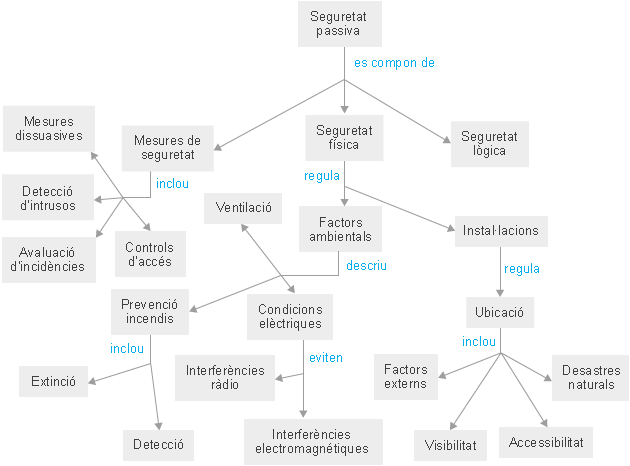 Seguretat
passiva
es compon de
Mesures
dissuasives
Mesures de
seguretat
Seguretat
física
Seguretat
lògica
inclou
regula
Detecció
d'intrusos
Ventilació
Avaluació
d'incidències
Controls
d'accés
Factors
ambientals
Instal·lacions
descriu
regula
Prevenció
incendis
Condicions
elèctriques
Ubicació
inclou
eviten
inclou
Extinció
Interferències
ràdio
Factors
externs
Desastres
naturals
Detecció
Interferències
electromagnétiques
Visibilitat
Accessibilitat